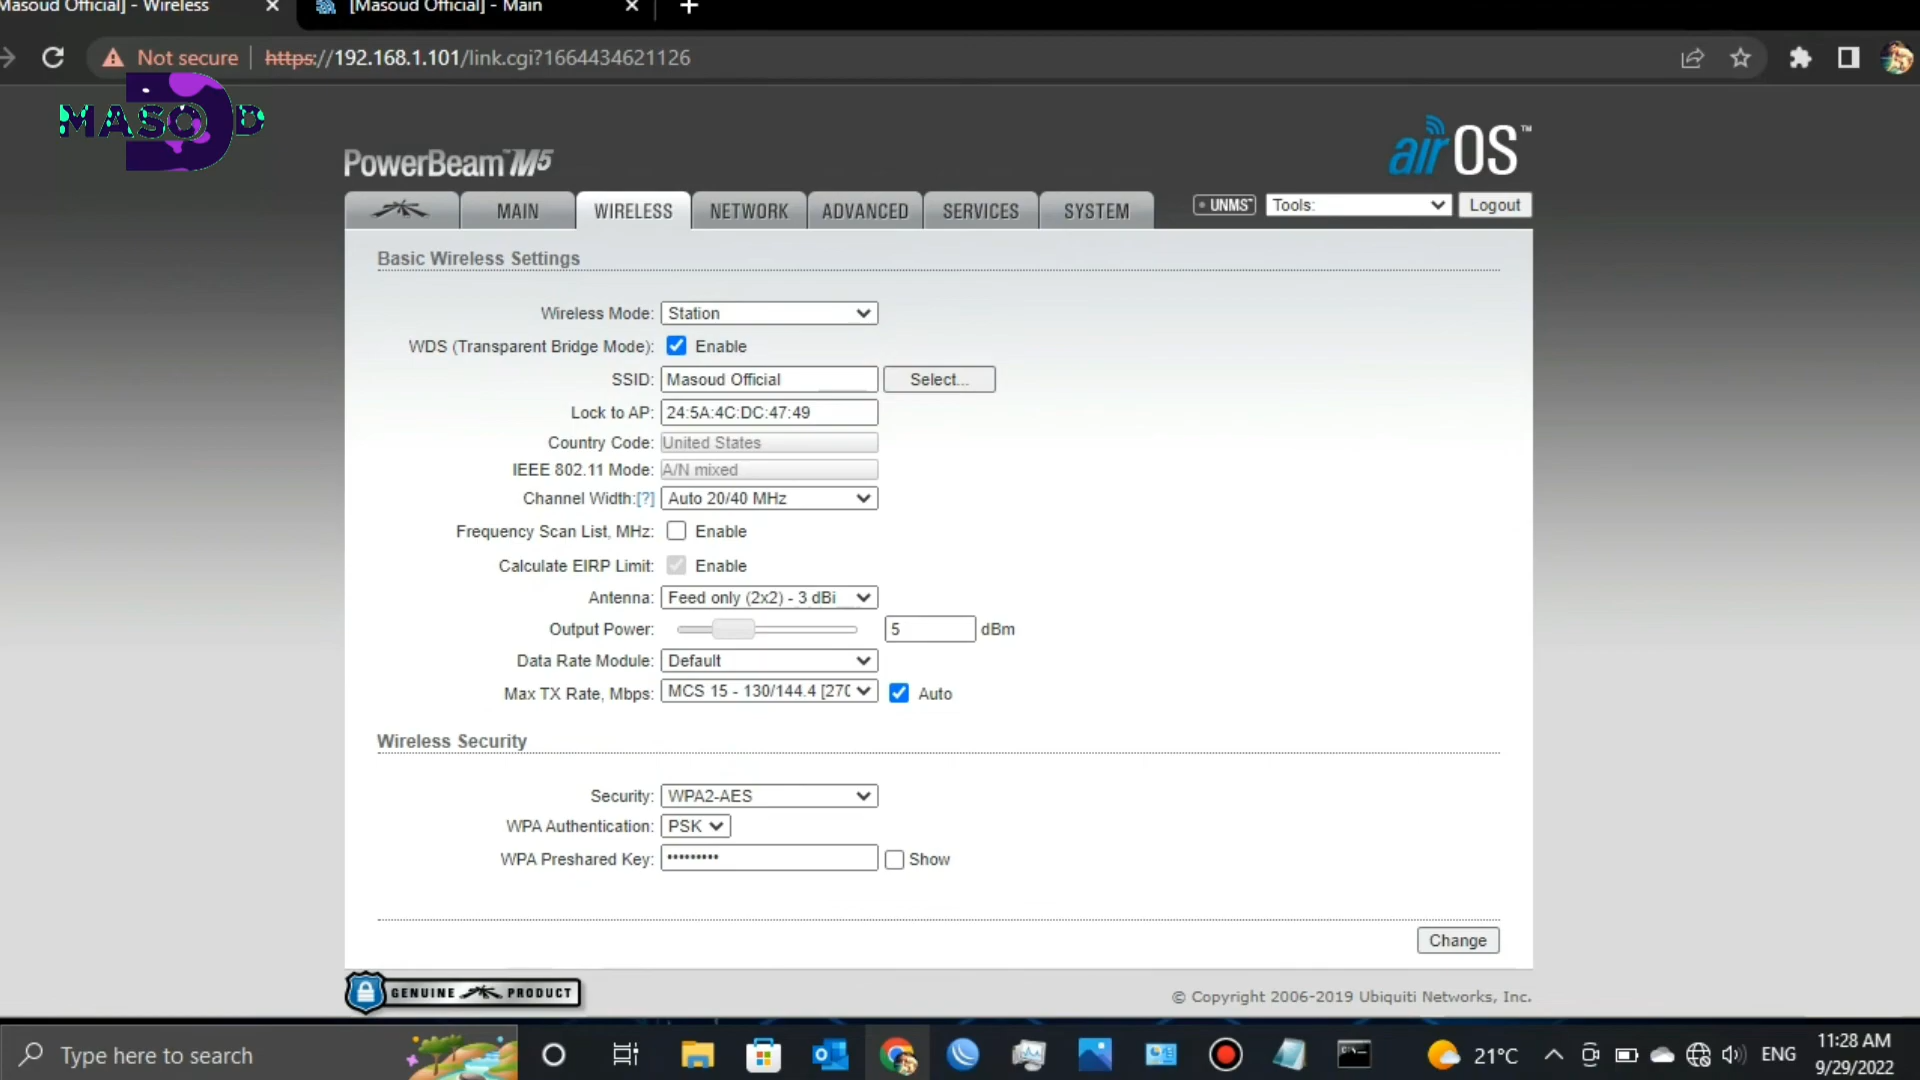 Masoud Official] - Wireless
[Masoud Official] - Main
Not secure
https://192.168.1.101/link.cgi?1664434621126
MASOUD
PowerBeam™M5
airOS™
MAIN
WIRELESS
NETWORK
ADVANCED
SERVICES
SYSTEM
UNMS™
Tools:
Logout
Basic Wireless Settings
Wireless Mode: Station
WDS (Transparent Bridge Mode): Enable
SSID: Masoud Official Select...
Lock to AP: 24:5A:4C:DC:47:49
Country Code: United States
IEEE 802.11 Mode: A/N mixed
Channel Width:[?] Auto 20/40 MHz
Frequency Scan List, MHz: Enable
Calculate EIRP Limit: Enable
Antenna: Feed only (2x2) - 3 dBi
Output Power: 5 dBm
Data Rate Module: Default
Max TX Rate, Mbps: MCS 15 - 130/144.4 [270 Auto
Wireless Security
Security: WPA2-AES
WPA Authentication: PSK
WPA Preshared Key: ••••••••• Show
Change
GENUINE PRODUCT
© Copyright 2006-2019 Ubiquiti Networks, Inc.
Type here to search
21°C
ENG
11:28 AM
9/29/2022